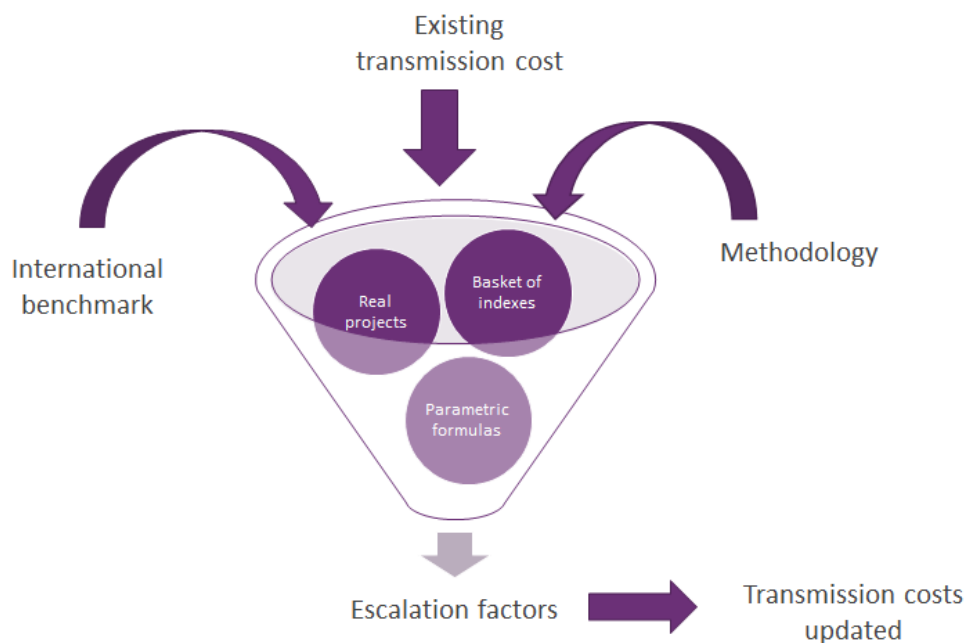 Existing
transmission cost
International
benchmark
Methodology
Real
projects
Basket of
indexes
Parametric
formulas
Escalation factors
Transmission costs
updated